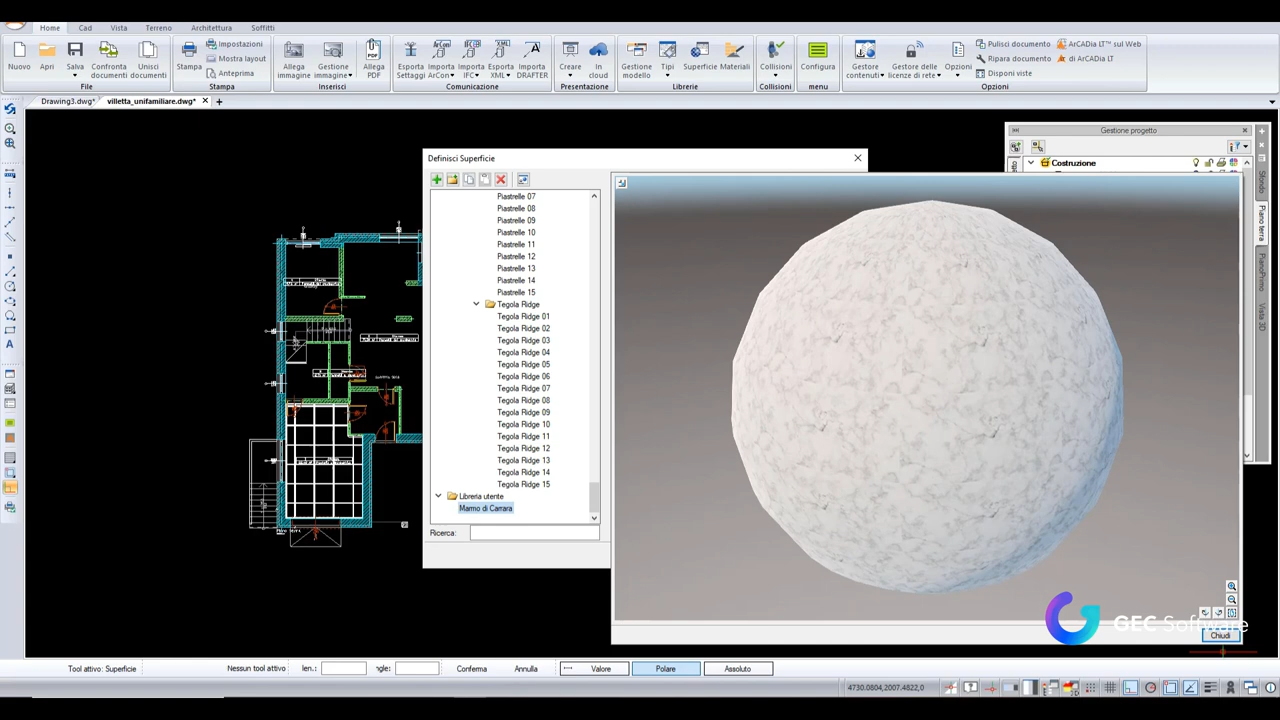 Home Cad Vista Terreno Architettura Soffitti
Nuovo Apri Salva Confronta documenti Unisci documenti
File
Stampa Impostazioni Mostra layout Anteprima
Stampa
Allega immagine Gestione immagine Allega PDF
Inserisci
Esporta Settaggi Importa ArCon Importa IFC Esporta XML Importa DRAFTER
Comunicazione
Creare In cloud
Presentazione
Gestione modello Tipi Superficie Materiali
Librerie
Collisioni
Collisioni
Configura
menu
Gestore contenuti Gestore delle licenze di rete Opzioni Pulisci documento Ripara documento Disponi viste ArCADia LT™ sul Web di ArCADia LT
Opzioni
Drawing3.dwg* villetta_unifamiliare.dwg*
Gestione progetto
Costruzione
Sfondo
Piano terra
PianoPrimo
Vista 3D
Definisci Superficie
Piastrelle 07
Piastrelle 08
Piastrelle 09
Piastrelle 10
Piastrelle 11
Piastrelle 12
Piastrelle 13
Piastrelle 14
Piastrelle 15
Tegola Ridge
Tegola Ridge 01
Tegola Ridge 02
Tegola Ridge 03
Tegola Ridge 04
Tegola Ridge 05
Tegola Ridge 06
Tegola Ridge 07
Tegola Ridge 08
Tegola Ridge 09
Tegola Ridge 10
Tegola Ridge 11
Tegola Ridge 12
Tegola Ridge 13
Tegola Ridge 14
Tegola Ridge 15
Libreria utente
Marmo di Carrara
Ricerca:
GEC Software
Chiudi
Tool attivo: Superficie Nessun tool attivo len.: ngle: Conferma Annulla Valore Polare Assoluto
4730.0804,2007.4822,0